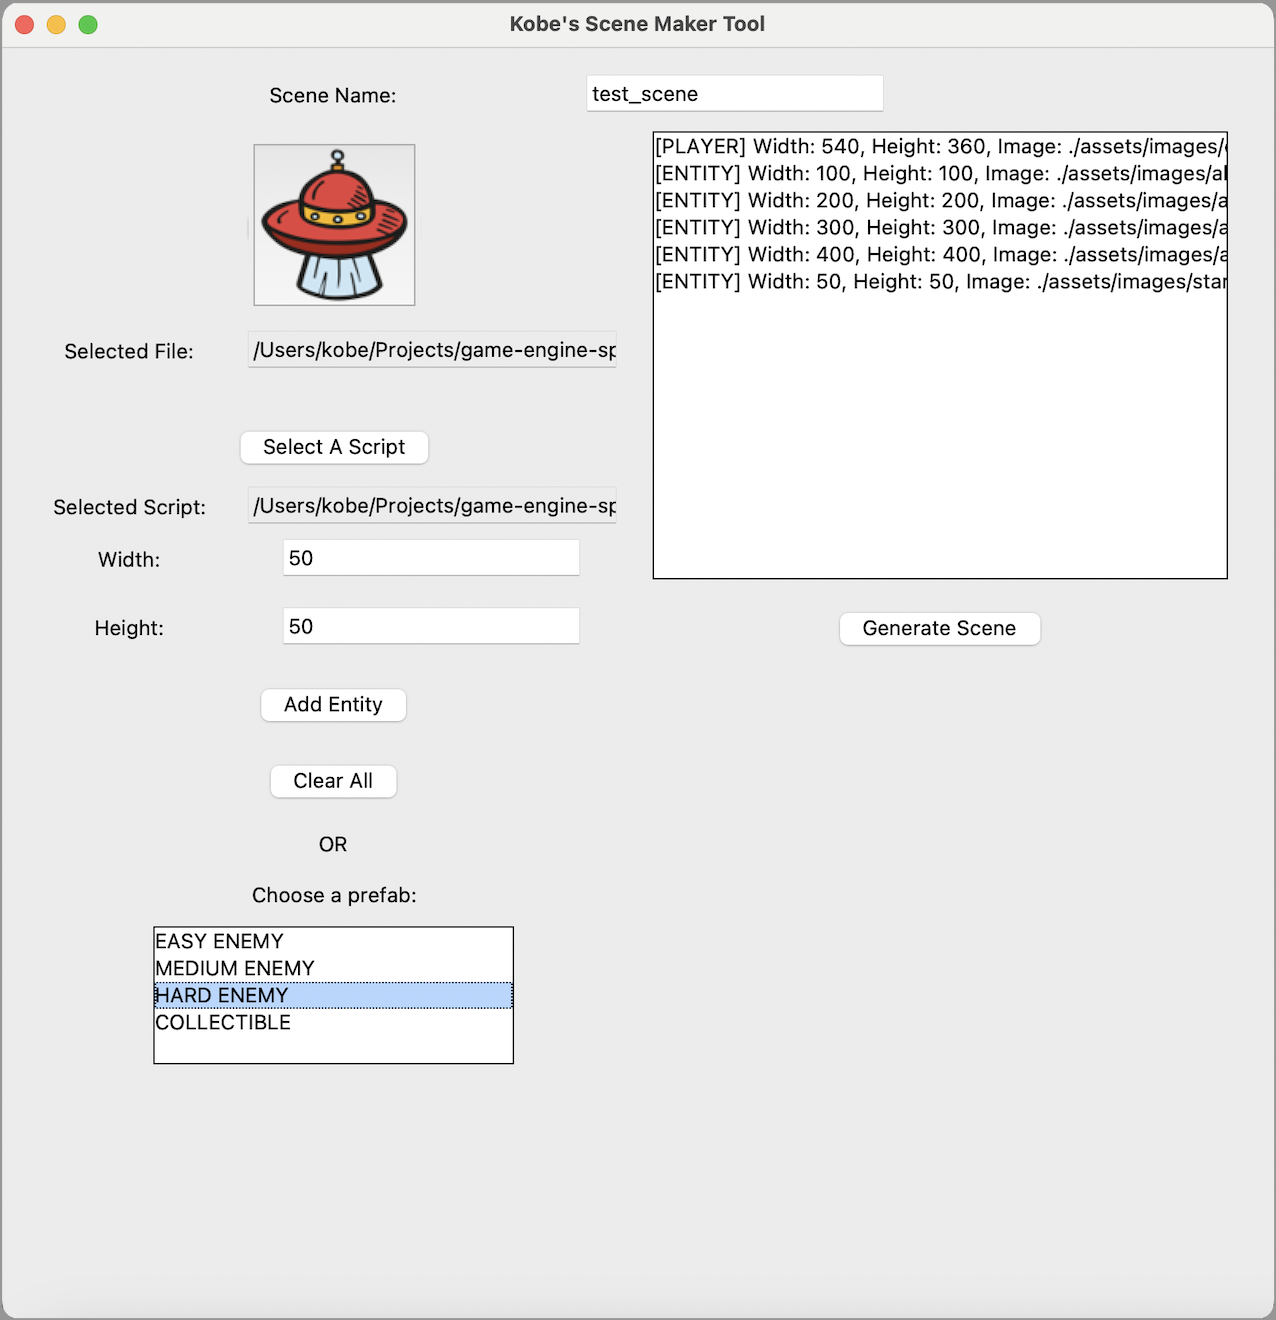 Kobe's Scene Maker Tool
Scene Name:
test_scene
[PLAYER] Width: 540, Height: 360, Image: ./assets/images/
[ENTITY] Width: 100, Height: 100, Image: ./assets/images/
[ENTITY] Width: 200, Height: 200, Image: ./assets/images/a
[ENTITY] Width: 300, Height: 300, Image: ./assets/images/a
[ENTITY] Width: 400, Height: 400, Image: ./assets/images/a
[ENTITY] Width: 50, Height: 50, Image: ./assets/images/star
Selected File:
/Users/kobe/Projects/game-engine-sp
Select A Script
Selected Script:
/Users/kobe/Projects/game-engine-sp
Width:
50
Height:
50
Generate Scene
Add Entity
Clear All
OR
Choose a prefab:
EASY ENEMY
MEDIUM ENEMY
HARD ENEMY
COLLECTIBLE